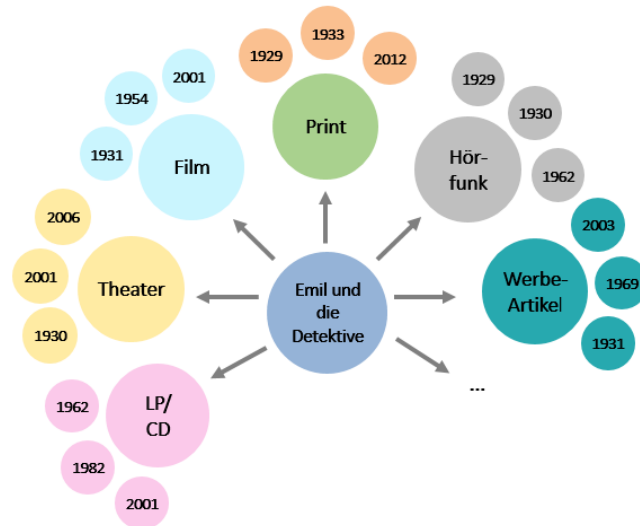 1929
1933
2012
Print
1931
1954
2001
Film
1929
1930
1962
Hör-
funk
2006
2001
1930
Theater
Emil und
die
Detektive
2003
1969
1931
Werbe-
Artikel
...
1962
1982
2001
LP/
CD